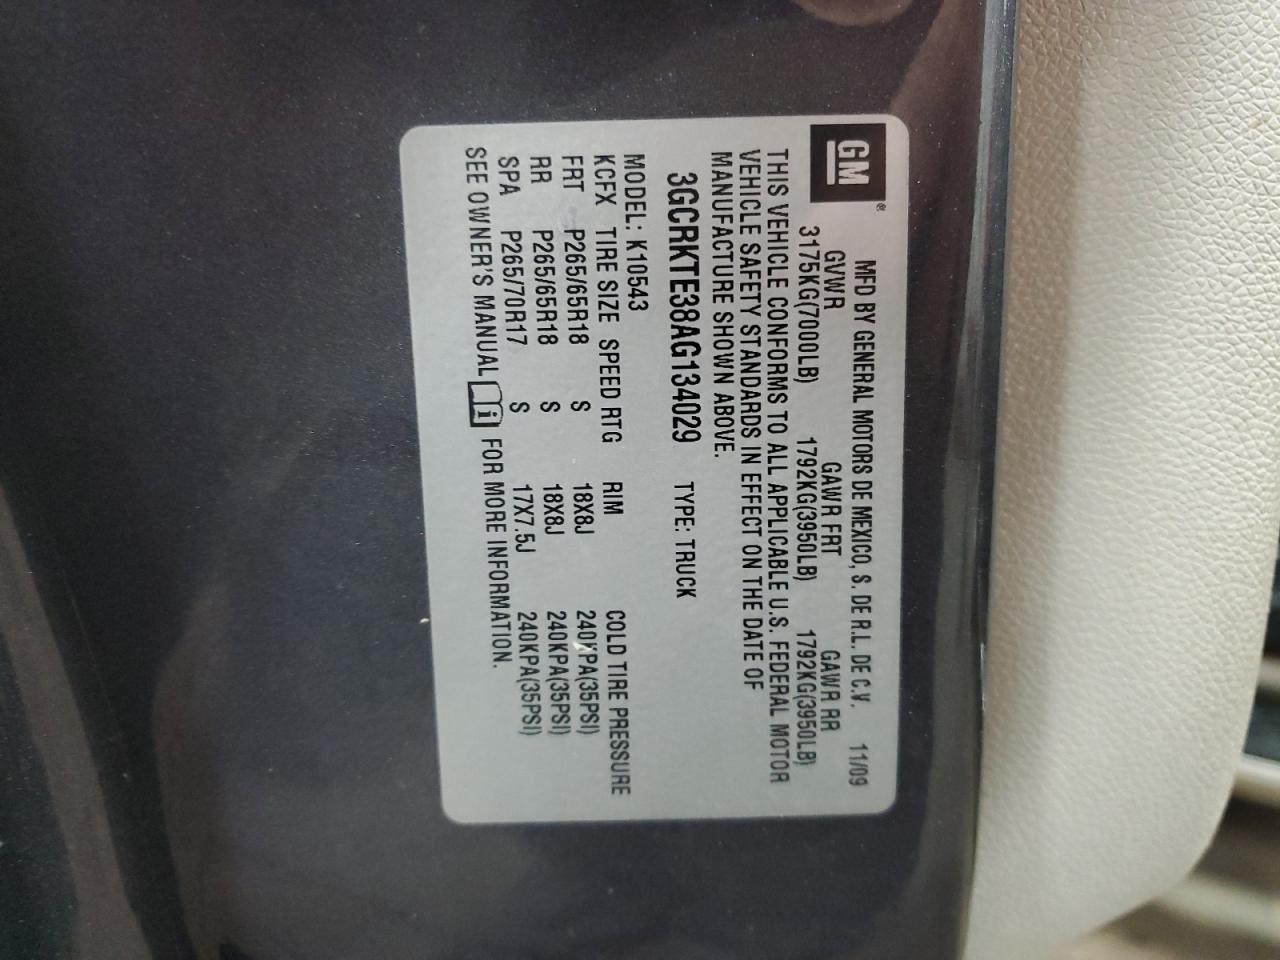 GM ®
MFD BY GENERAL MOTORS DE MEXICO, S. DE R.L. DE C.V. 11/09
GVWR GAWR FRT GAWR RR
3175KG(7000LB) 1792KG(3950LB) 1792KG(3950LB)
THIS VEHICLE CONFORMS TO ALL APPLICABLE U.S. FEDERAL MOTOR
VEHICLE SAFETY STANDARDS IN EFFECT ON THE DATE OF
MANUFACTURE SHOWN ABOVE.
3GCRKTE38AG134029 TYPE: TRUCK
MODEL: K10543
KCFX TIRE SIZE SPEED RTG RIM COLD TIRE PRESSURE
FRT P265/65R18 S 18X8J 240KPA(35PSI)
RR P265/65R18 S 18X8J 240KPA(35PSI)
SPA P265/70R17 S 17X7.5J 240KPA(35PSI)
SEE OWNER'S MANUAL i FOR MORE INFORMATION.